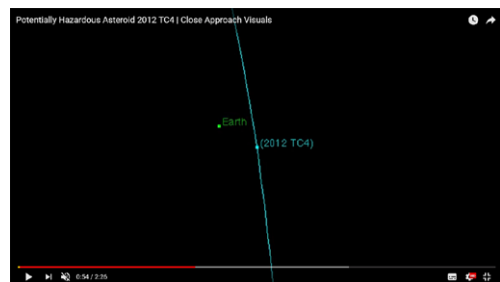 Potentially Hazardous Asteroid 2012 TC4 | Close Approach Visuals
Earth
(2012 TC4)
0:54 / 2:26